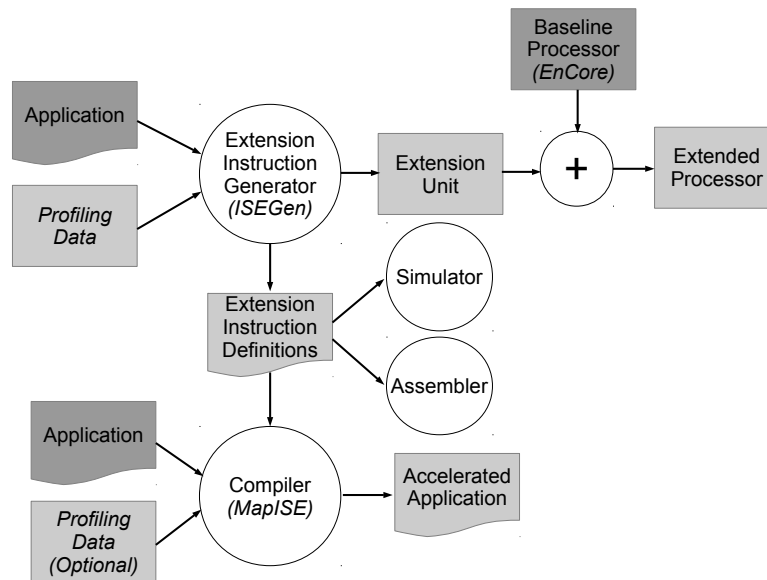 Baseline
Processor
(EnCore)
Application
Extension
Instruction
Generator
(ISEGen)
Extension
Unit
+
Extended
Processor
Profiling
Data
Simulator
Extension
Instruction
Definitions
Assembler
Application
Compiler
(MapISE)
Accelerated
Application
Profiling
Data
(Optional)